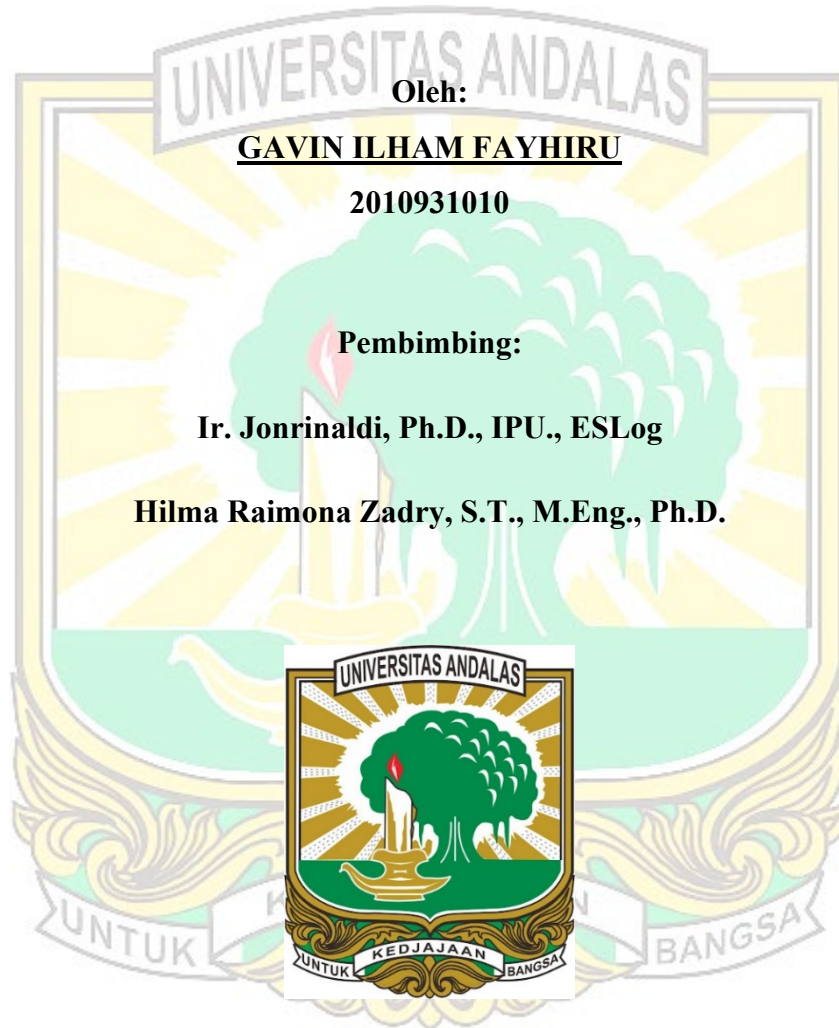 UNIVERSITAS ANDALAS
Oleh:
GAVIN ILHAM FAYHIRU
2010931010
Pembimbing:
Ir. Jonrinaldi, Ph.D., IPU., ESLog
Hilma Raimona Zadry, S.T., M.Eng., Ph.D.
UNIVERSITAS ANDALAS
UNTUK KEDJAJAAN BANGSA
UNTUK K N BANGSA